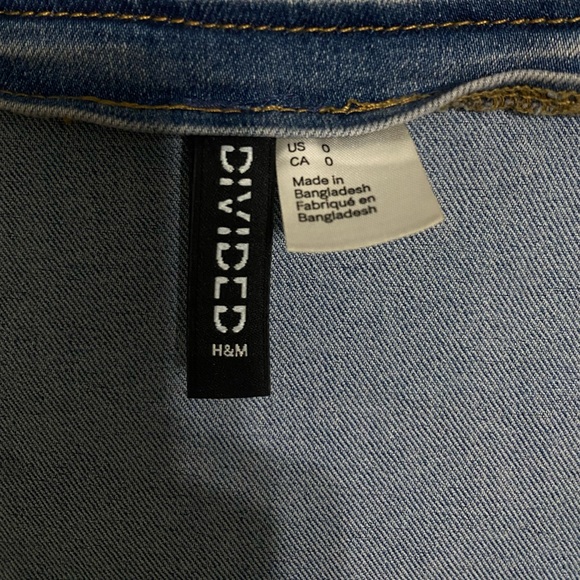 DIVIDED
H&M
US 0
CA 0
Made in
Bangladesh
Fabriqué en
Bangladesh